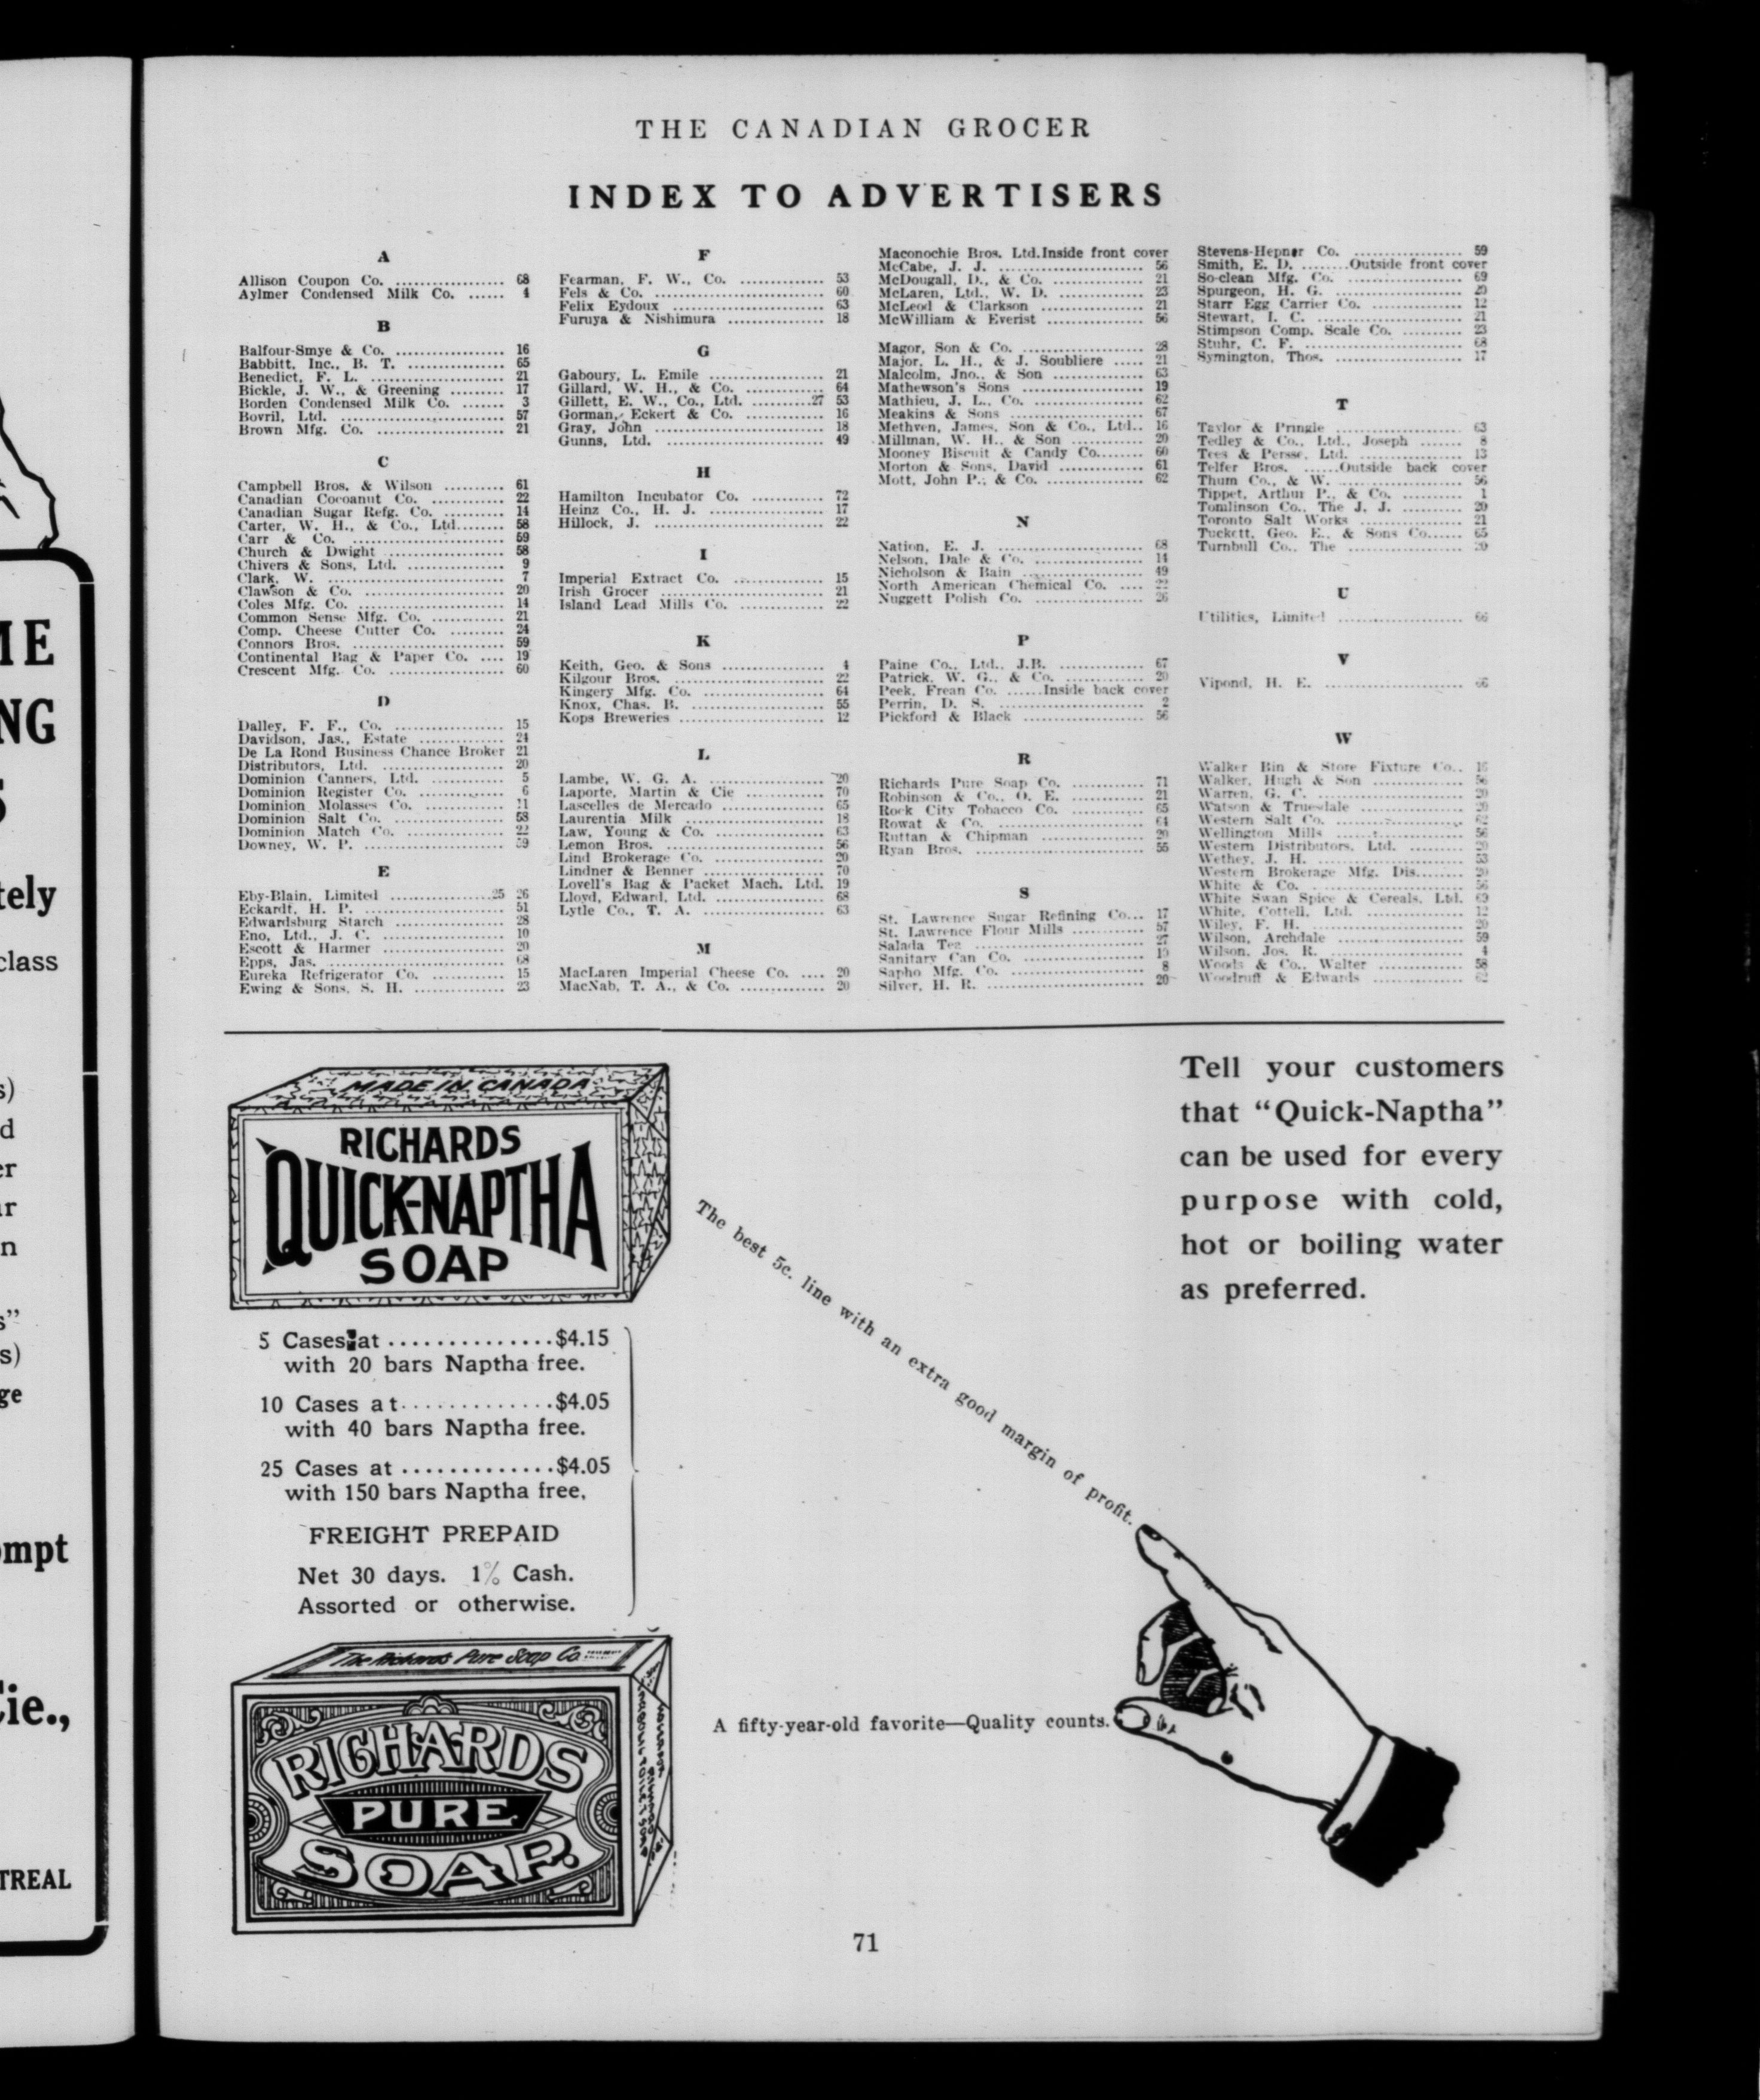 THE CANADIAN GROCER
INDEX TO ADVERTISERS
A
Allison Coupon Co. .................. 68
Aylmer Condensed Milk Co. ...... 4
B
Balfour-Smye & Co. .................. 16
Babbitt, Inc., B. T. ................ 65
Benedict, F. L. ...................... 21
Bickle, J. W., & Greening ......... 17
Borden Condensed Milk Co. ....... 3
Bovril, Ltd. ........................... 57
Brown Mfg. Co. ..................... 21
C
Campbell Bros. & Wilson .......... 61
Canadian Cocoanut Co. ............ 22
Canadian Sugar Refg. Co. .......... 14
Carter, W. H., & Co., Ltd........ 58
Carr & Co. ......................... 59
Church & Dwight ................... 58
Chivers & Sons, Ltd. .............. 9
Clark, W. ............................. 7
Clawson & Co. ....................... 20
Coles Mfg. Co. ........................ 14
Common Sense Mfg. Co. ............ 21
Comp. Cheese Cutter Co. ......... 24
Connors Bros. ......................... 59
Continental Bag & Paper Co. .... 19
Crescent Mfg. Co. ................... 60
D
Dalley, F. F., Co. .................. 15
Davidson, Jas., Estate .............. 24
De La Rond Business Chance Broker 21
Distributors, Ltd. .................... 20
Dominion Canners, Ltd. ............ 5
Dominion Register Co. .............. 6
Dominion Molasses Co. ............ 11
Dominion Salt Co. .................... 58
Dominion Match Co. ................ 22
Downey, W. P. ....................... 59
E
Eby-Blain, Limited .................25 26
Eckardt, H. P. ....................... 51
Edwardsburg Starch .................. 28
Eno, Ltd., J. C. ...................... 10
Escott & Harmer .................... 20
Epps, Jas. ............................. 68
Eureka Refrigerator Co. ............ 15
Ewing & Sons, S. H. ............... 23
F
Fearman, F. W., Co. .............. 53
Fels & Co. ............................ 60
Felix Eydoux ......................... 63
Furuya & Nishimura ................ 18
G
Gaboury, L. Emile ................... 21
Gillard, W. H., & Co. ............. 64
Gillett, E. W., Co., Ltd. ..........27 53
Gorman, Eckert & Co. .............. 16
Gray, John ............................ 18
Gunns, Ltd. .......................... 49
H
Hamilton Incubator Co. ............ 72
Heinz Co., H. J. ................... 17
Hillock, J. ............................ 22
I
Imperial Extract Co. ............... 15
Irish Grocer ........................... 21
Island Lead Mills Co. .............. 22
K
Keith, Geo. & Sons ................. 4
Kilgour Bros. ......................... 22
Kingery Mfg. Co. .................... 64
Knox, Chas. B. ....................... 55
Kops Breweries ........................ 12
L
Lambe, W. G. A. ................... 20
Laporte, Martin & Cie ............. 70
Lascelles de Mercado ................. 65
Laurentia Milk ....................... 18
Law, Young & Co. .................. 63
Lemon Bros. .......................... 56
Lind Brokerage Co. .................. 20
Lindner & Benner .................... 70
Lovell's Bag & Packet Mach. Ltd. 19
Lloyd, Edward, Ltd. ................. 68
Lytle Co., T. A. .................... 63
M
MacLaren Imperial Cheese Co. .... 20
MacNab, T. A., & Co. .............. 20
Maconochie Bros. Ltd.Inside front cover
McCabe, J. J. ........................ 56
McDougall, D., & Co. .............. 21
McLaren, Ltd., W. D. ............. 23
McLeod & Clarkson ................. 21
McWilliam & Everist ................ 56
Magor, Son & Co. ................... 28
Major, L. H., & J. Soubliere ..... 21
Malcolm, Jno., & Son .............. 63
Mathewson's Sons .................... 19
Mathieu, J. L., Co. .................. 62
Meakins & Sons ...................... 67
Methven, James, Son & Co., Ltd.. 16
Millman, W. H., & Son ............ 20
Mooney Biscuit & Candy Co....... 60
Morton & Sons, David .............. 61
Mott, John P., & Co. .............. 62
N
Nation, E. J. ........................ 68
Nelson, Dale & Co. .................. 14
Nicholson & Bain .................... 49
North American Chemical Co. .... 22
Nuggett Polish Co. .................. 26
P
Paine Co., Ltd., J.B. .............. 67
Patrick, W. G., & Co. ............. 20
Peek, Frean Co. ......Inside back cover
Perrin, D. S. ........................ 2
Pickford & Black .................... 56
R
Richards Pure Soap Co. ............ 71
Robinson & Co., O. E. ............ 21
Rock City Tobacco Co. ............ 65
Rowat & Co. ......................... 64
Ruttan & Chipman .................. 20
Ryan Bros. ............................ 55
S
St. Lawrence Sugar Refining Co... 17
St. Lawrence Flour Mills ........... 57
Salada Tea ............................ 27
Sanitary Can Co. ....................
Sapho Mfg. Co. ...................... 8
Silver, H. R. ......................... 20
Stevens-Hepner Co. .................. 59
Smith, E. D. ........Outside front cover
So-clean Mfg. Co. ................... 69
Spurgeon, H. G. ..................... 20
Starr Egg Carrier Co. .............. 12
Stewart, I. C. ........................ 21
Stimpson Comp. Scale Co. .......... 23
Stuhr, C. F. .......................... 68
Symington, Thos. ..................... 17
T
Taylor & Pringle ..................... 63
Tedley & Co., Ltd., Joseph ....... 8
Tees & Persse, Ltd. ................. 13
Telfer Bros. ......Outside back cover
Thum Co., & W. ..................... 56
Tippet, Arthur P., & Co. .......... 1
Tomlinson Co., The J. J. .......... 20
Toronto Salt Works .................. 21
Tuckett, Geo. E., & Sons Co...... 65
Turnbull Co., The ................... 20
U
Utilities, Limited ..................... 66
V
Vipond, H. E. ....................... 66
W
Walker Bin & Store Fixture Co.. 16
Walker, Hugh & Son ................ 56
Warren, G. C. ........................ 20
Watson & Truesdale .................. 20
Western Salt Co. ..................... 62
Wellington Mills ...................... 56
Western Distributors, Ltd. ......... 20
Wethey, J. H. ........................ 53
Western Brokerage Mfg. Dis....... 20
White & Co. .......................... 56
White Swan Spice & Cereals, Ltd. 69
White, Cottell, Ltd. ................. 12
Wiley, F. H. .......................... 20
Wilson, Archdale ..................... 59
Wilson, Jos. R. ....................... 4
Woods & Co., Walter ............... 58
Woodruff & Edwards ................. 62
MADE IN CANADA
RICHARDS
QUICK-NAPTHA
SOAP
5 Cases at ..............$4.15
with 20 bars Naptha free.
10 Cases at.............$4.05
with 40 bars Naptha free.
25 Cases at .............$4.05
with 150 bars Naptha free,
FREIGHT PREPAID
Net 30 days. 1% Cash.
Assorted or otherwise.
The best 5c. line with an extra good margin of profit.
Tell your customers
that "Quick-Naptha"
can be used for every
purpose with cold,
hot or boiling water
as preferred.
The Richards Pure Soap Co
RICHARDS
PURE
SOAP.
A fifty-year-old favorite—Quality counts.
71
ME
NG
tely
class
s)
d
er
ur
n
s"
s)
ge
ompt
Cie.,
TREAL